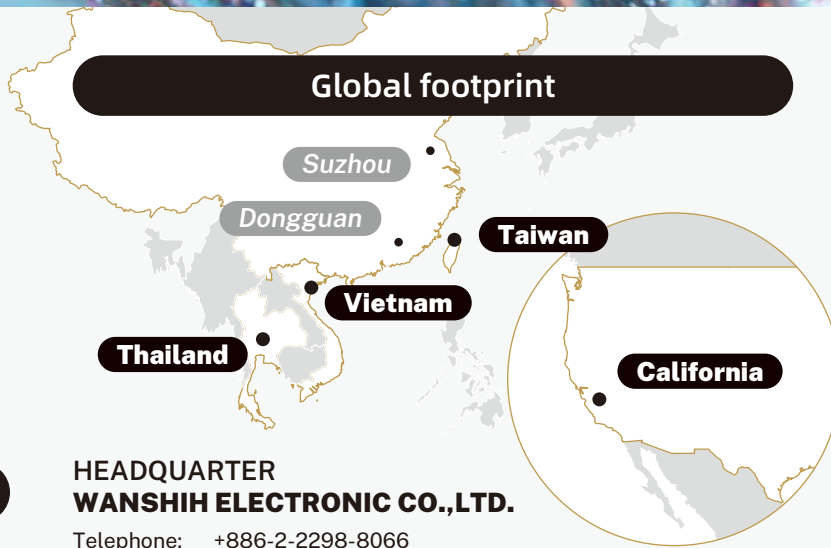 Global footprint
Suzhou
Dongguan
Taiwan
Vietnam
Thailand
California
HEADQUARTER
WANSHIH ELECTRONIC CO.,LTD.
Telephone: +886-2-2298-8066